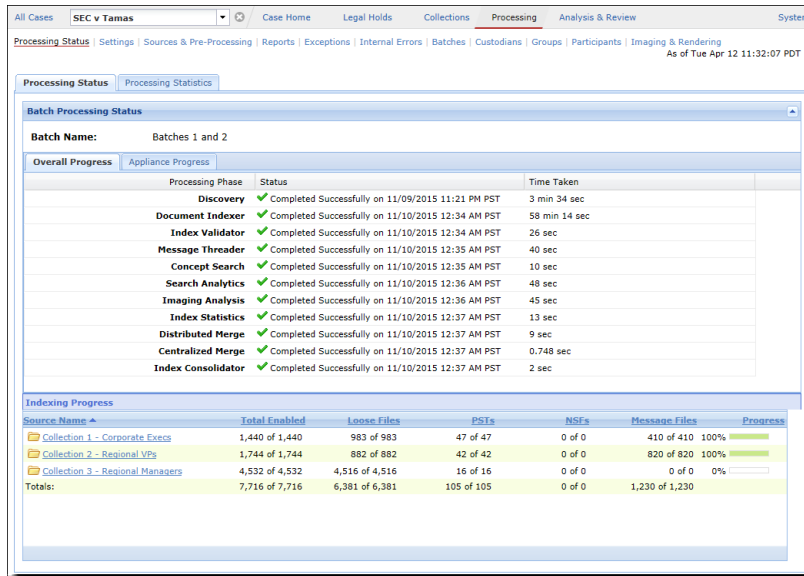 All Cases SEC v Tamas Case Home Legal Holds Collections Processing Analysis & Review
Processing Status | Settings | Sources & Pre-Processing | Reports | Exceptions | Internal Errors | Batches | Custodians | Groups | Participants | Imaging & Rendering
As of Tue Apr 12 11:32:07 PDT
Processing Status Processing Statistics
Batch Processing Status
Batch Name: Batches 1 and 2
Overall Progress Appliance Progress
Processing Phase Status Time Taken
Discovery Completed Successfully on 11/09/2015 11:21 PM PST 3 min 34 sec
Document Indexer Completed Successfully on 11/10/2015 12:34 AM PST 58 min 14 sec
Index Validator Completed Successfully on 11/10/2015 12:34 AM PST 26 sec
Message Threader Completed Successfully on 11/10/2015 12:35 AM PST 40 sec
Concept Search Completed Successfully on 11/10/2015 12:35 AM PST 10 sec
Search Analytics Completed Successfully on 11/10/2015 12:36 AM PST 48 sec
Imaging Analysis Completed Successfully on 11/10/2015 12:36 AM PST 45 sec
Index Statistics Completed Successfully on 11/10/2015 12:37 AM PST 13 sec
Distributed Merge Completed Successfully on 11/10/2015 12:37 AM PST 9 sec
Centralized Merge Completed Successfully on 11/10/2015 12:37 AM PST 0.748 sec
Index Consolidator Completed Successfully on 11/10/2015 12:37 AM PST 2 sec
Indexing Progress
Source Name Total Enabled Loose Files PSTs NSFs Message Files Progress
Collection 1 - Corporate Execs 1,440 of 1,440 983 of 983 47 of 47 0 of 0 410 of 410 100%
Collection 2 - Regional VPs 1,744 of 1,744 882 of 882 42 of 42 0 of 0 820 of 820 100%
Collection 3 - Regional Managers 4,532 of 4,532 4,516 of 4,516 16 of 16 0 of 0 0 of 0 0%
Totals: 7,716 of 7,716 6,381 of 6,381 105 of 105 0 of 0 1,230 of 1,230